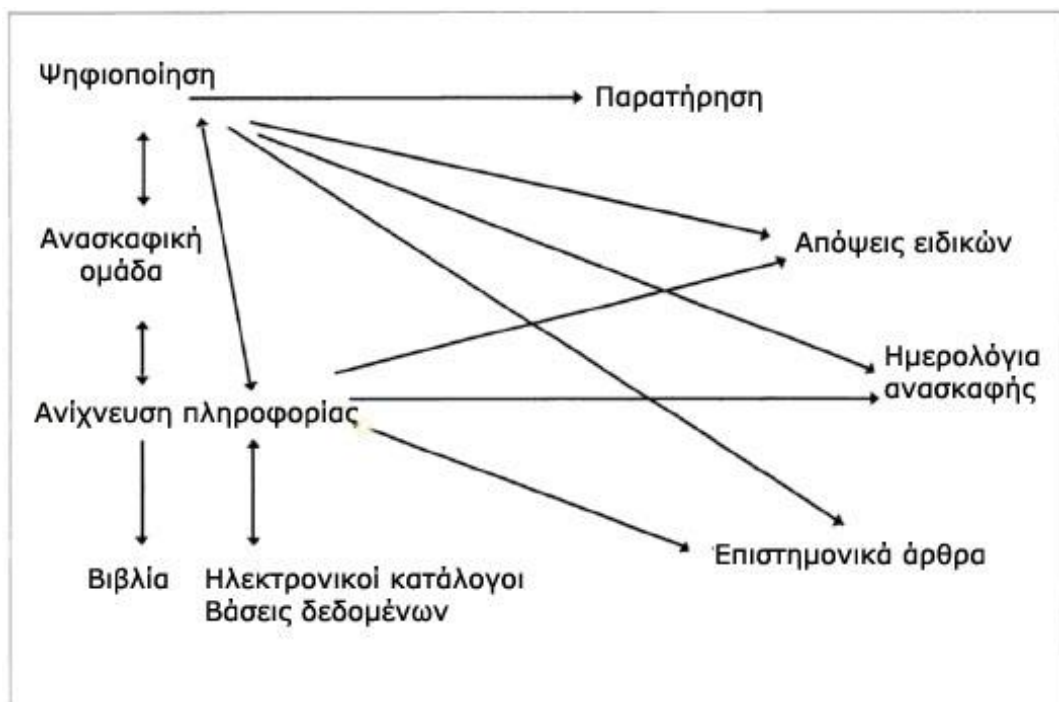 Ψηφιοποίηση
Παρατήρηση
Ανασκαφική
ομάδα
Απόψεις ειδικών
Ημερολόγια
ανασκαφής
Ανίχνευση πληροφορίας
Επιστημονικά άρθρα
Βιβλία
Ηλεκτρονικοί κατάλογοι
Βάσεις δεδομένων